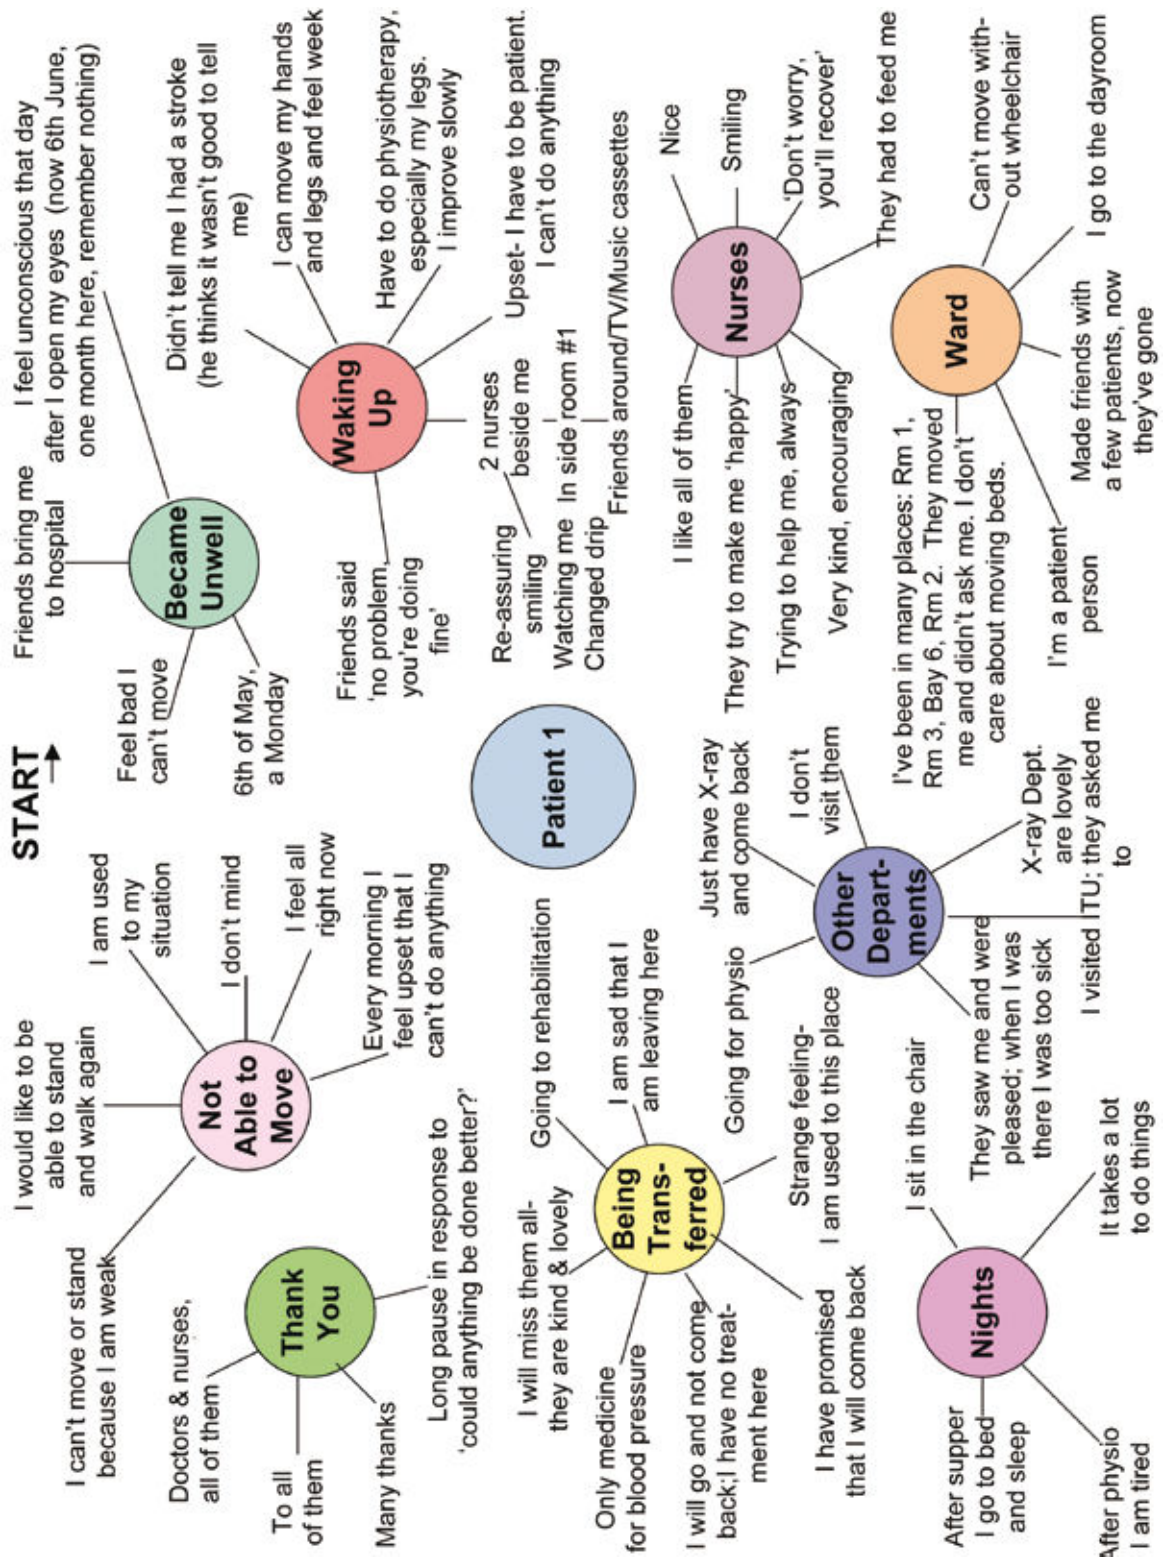 START
Became
Unwell
Friends bring me
to hospital
I feel unconscious that day
after I open my eyes (now 6th June,
one month here, remember nothing)
Feel bad I
can't move
6th of May,
a Monday
Waking
Up
Didn't tell me I had a stroke
(he thinks it wasn't good to tell
me)
I can move my hands
and legs and feel week
Have to do physiotherapy,
especially my legs.
I improve slowly
Upset- I have to be patient.
I can't do anything
2 nurses
beside me
In side room #1
Friends around/TV/Music cassettes
Re-assuring
smiling
Watching me
Changed drip
Friends said
'no problem,
you're doing
fine'
Nurses
Nice
Smiling
'Don't worry,
you'll recover'
They had to feed me
I like all of them
They try to make me 'happy'
Trying to help me, always
Very kind, encouraging
Ward
Can't move with-
out wheelchair
I go to the dayroom
Made friends with
a few patients, now
they've gone
I'm a patient
person
I've been in many places: Rm 1,
Rm 3, Bay 6, Rm 2. They moved
me and didn't ask me. I don't
care about moving beds.
Patient 1
Other
Depart-
ments
Just have X-ray
and come back
I don't
visit them
X-ray Dept.
are lovely
I visited ITU; they asked me
to
They saw me and were
pleased; when I was
there I was too sick
Going for physio
Nights
I sit in the chair
It takes a lot
to do things
After physio
I am tired
After supper
I go to bed
and sleep
Being
Trans-
ferred
Going to rehabilitation
I am sad that I
am leaving here
Strange feeling-
I am used to this place
I have promised
that I will come back
I will go and not come
back;I have no treat-
ment here
Only medicine
for blood pressure
I will miss them all-
they are kind & lovely
Thank
You
Doctors & nurses,
all of them
To all
of them
Many thanks
Long pause in response to
'could anything be done better?'
Not
Able to
Move
I can't move or stand
because I am weak
I would like to be
able to stand
and walk again
I am used
to my
situation
I don't mind
I feel all
right now
Every morning I
feel upset that I
can't do anything